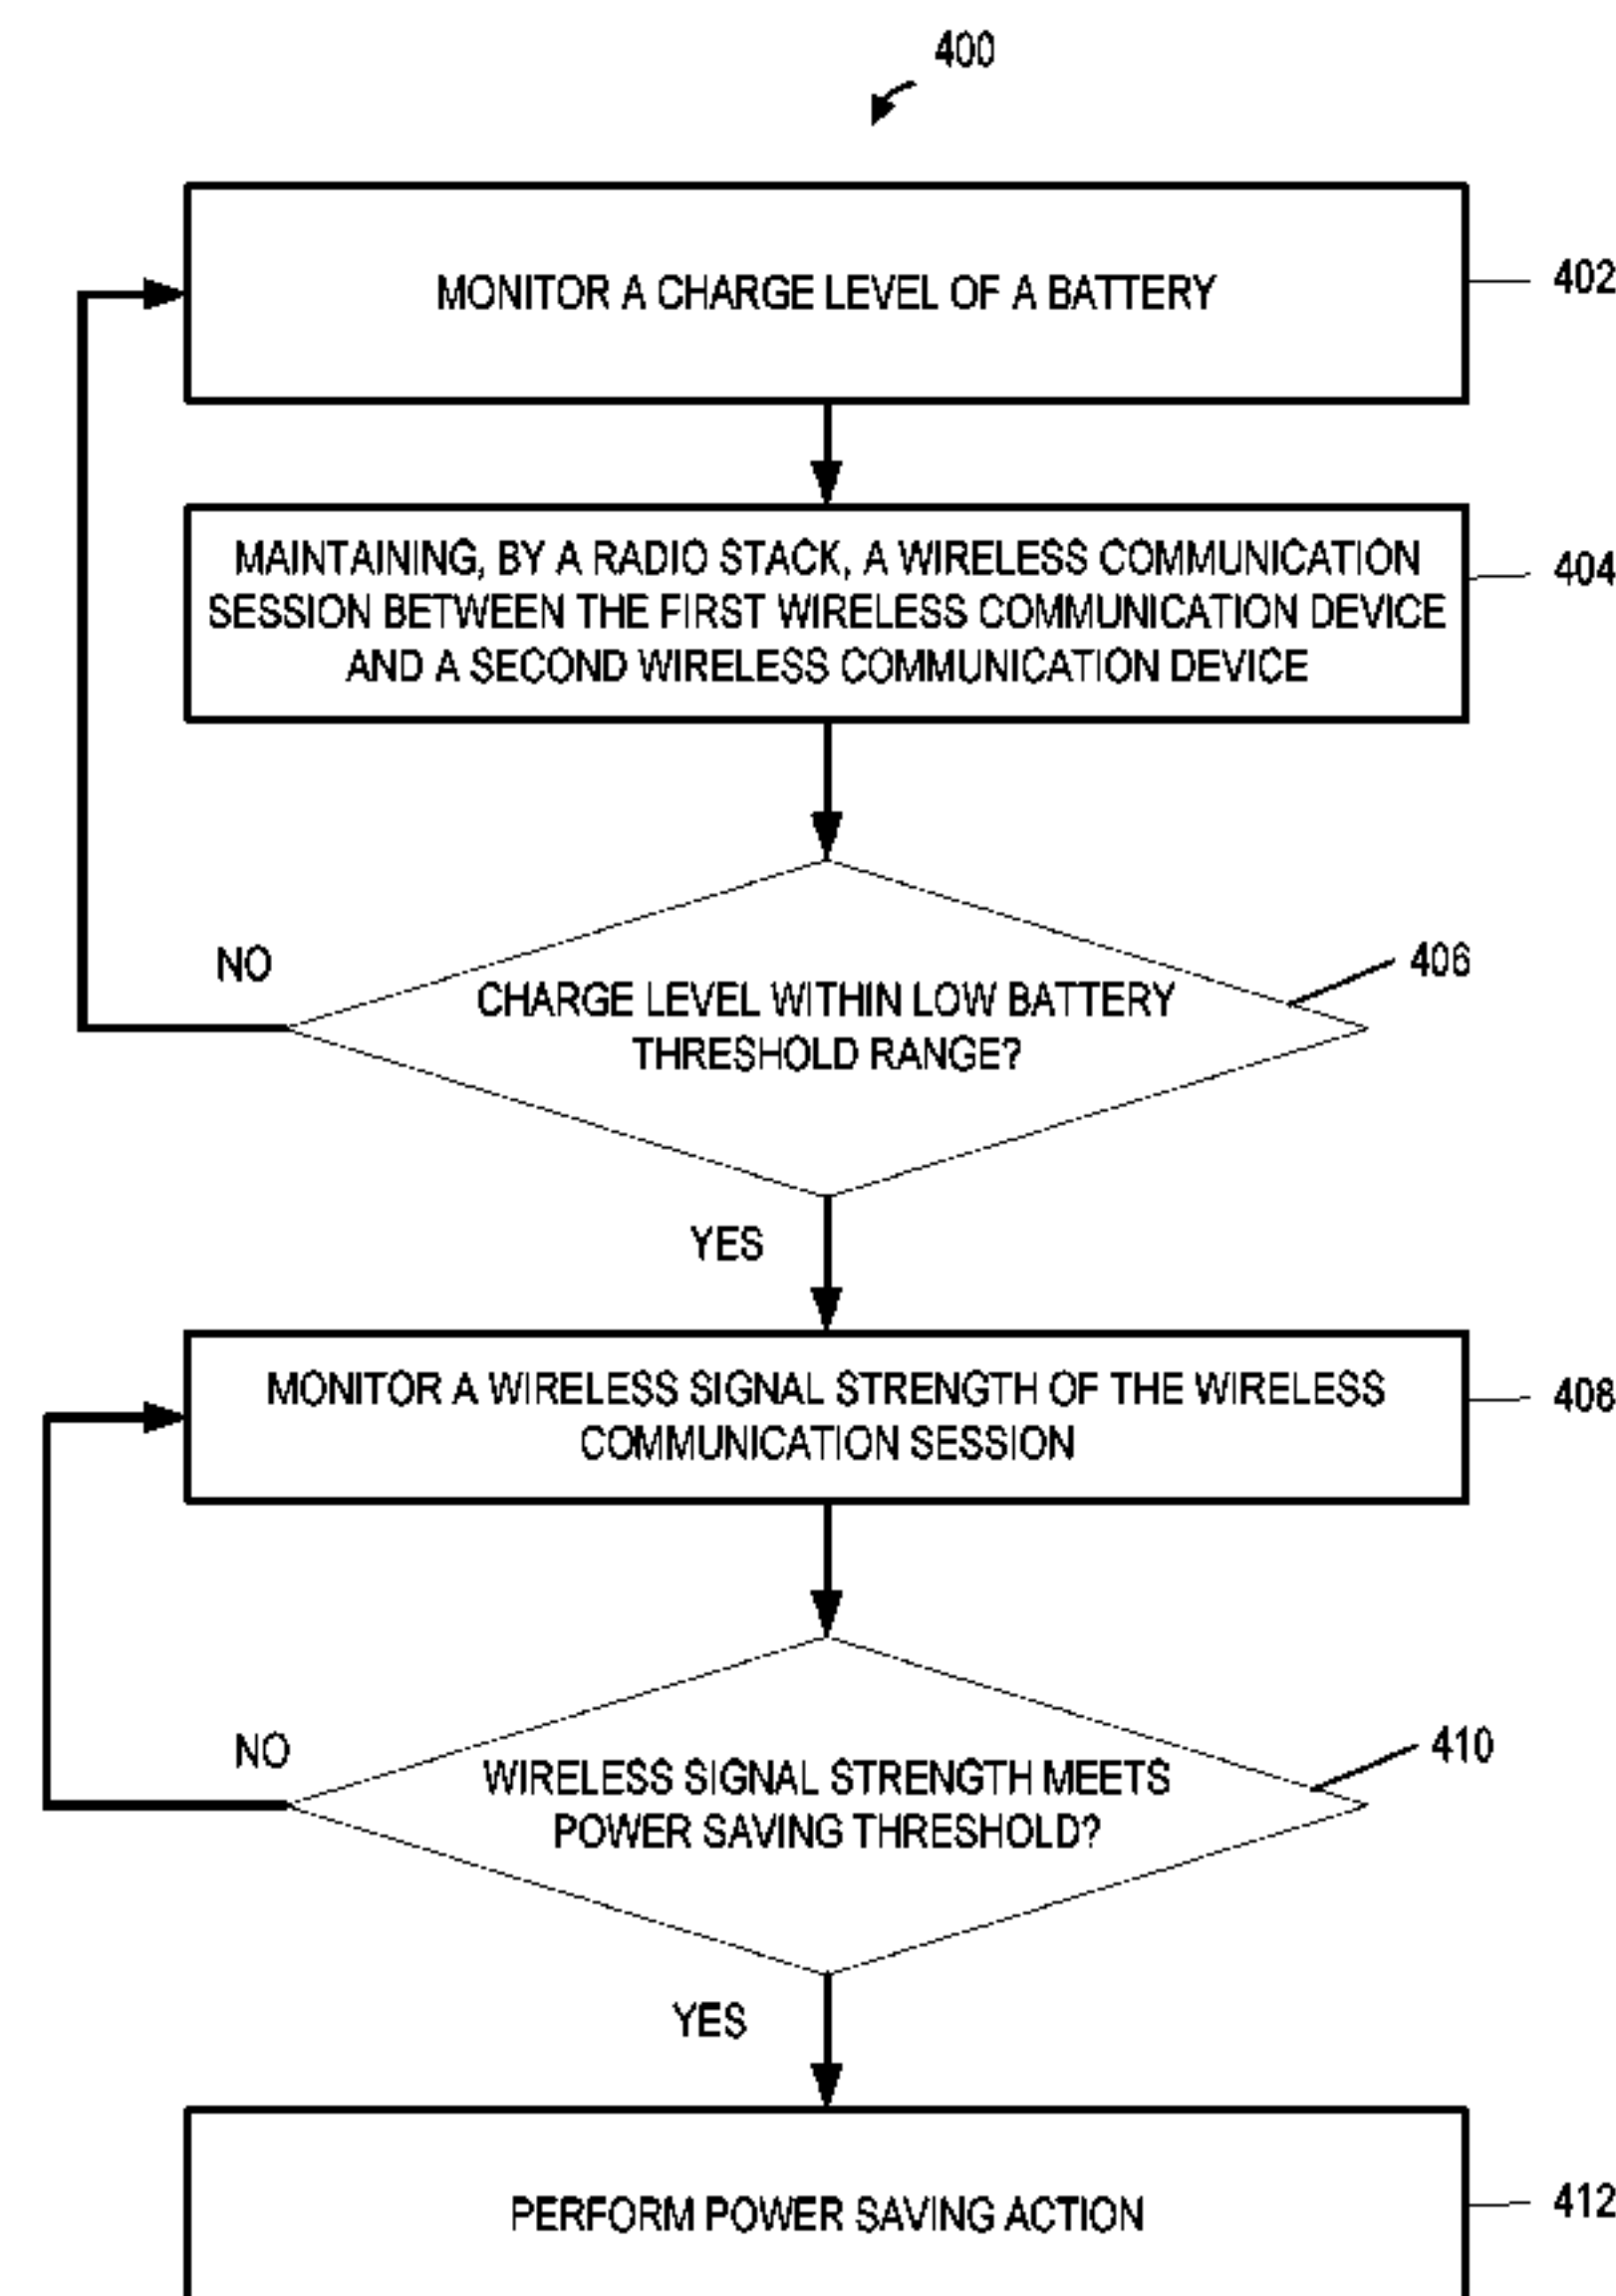 400
MONITOR A CHARGE LEVEL OF A BATTERY
402
MAINTAINING, BY A RADIO STACK, A WIRELESS COMMUNICATION
SESSION BETWEEN THE FIRST WIRELESS COMMUNICATION DEVICE
AND A SECOND WIRELESS COMMUNICATION DEVICE
404
NO
406
CHARGE LEVEL WITHIN LOW BATTERY
THRESHOLD RANGE?
YES
MONITOR A WIRELESS SIGNAL STRENGTH OF THE WIRELESS
COMMUNICATION SESSION
408
NO
410
WIRELESS SIGNAL STRENGTH MEETS
POWER SAVING THRESHOLD?
YES
PERFORM POWER SAVING ACTION
412